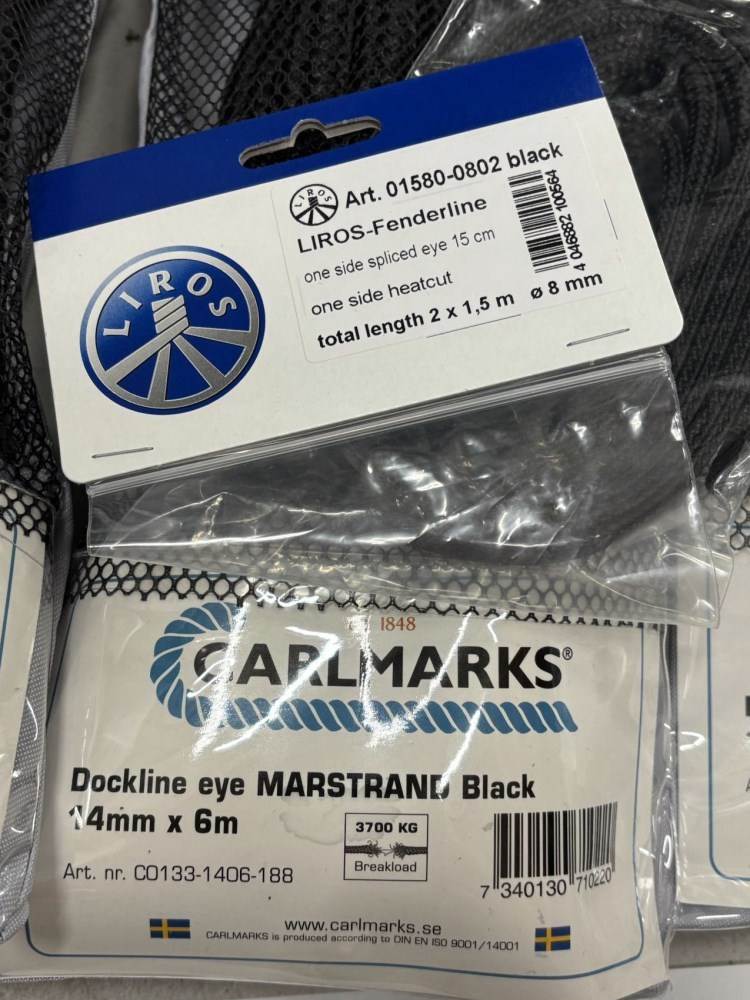 LIROS
LIROS
Art. 01580-0802 black
LIROS-Fenderline
one side spliced eye 15 cm
one side heatcut
total length 2 x 1,5 m ø 8 mm
4 046882 100564
1848
CARLMARKS®
Dockline eye MARSTRAND Black
14mm x 6m
3700 KG
Breakload
Art. nr. CO133-1406-188
7 340130 710220
www.carlmarks.se
CARLMARKS is produced according to DIN EN ISO 9001/14001